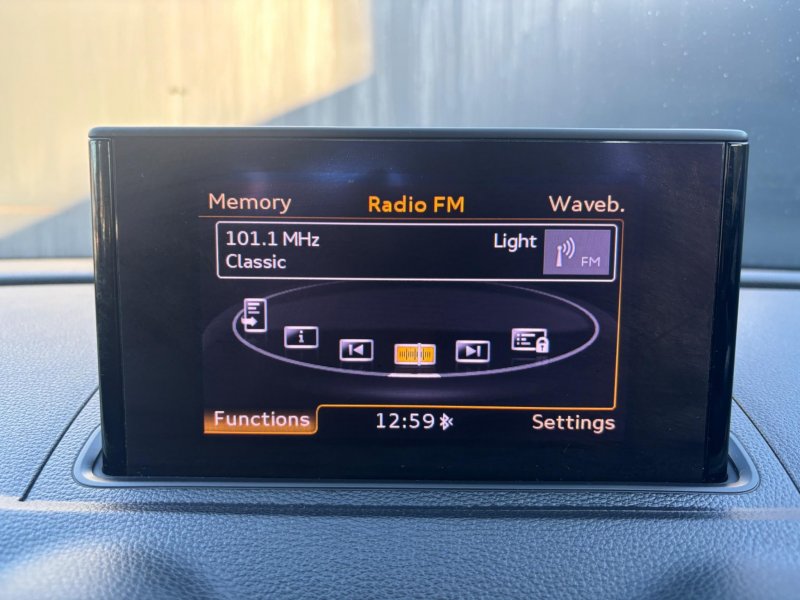 Memory Radio FM Waveb.
101.1 MHz Light
Classic FM
i
Functions 12:59 Settings